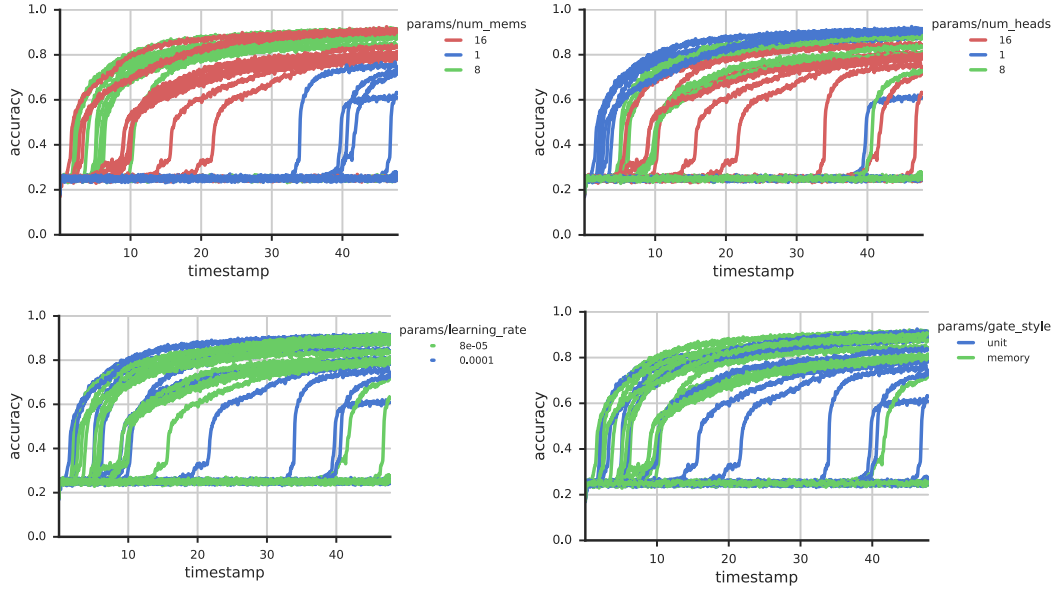 1.0
0.8
0.6
0.4
0.2
0.0
accuracy
10 20 30 40
timestamp
params/num_mems
16
1
8
1.0
0.8
0.6
0.4
0.2
0.0
accuracy
10 20 30 40
timestamp
params/num_heads
16
1
8
1.0
0.8
0.6
0.4
0.2
0.0
accuracy
10 20 30 40
timestamp
params/learning_rate
8e-05
0.0001
1.0
0.8
0.6
0.4
0.2
0.0
accuracy
10 20 30 40
timestamp
params/gate_style
unit
memory